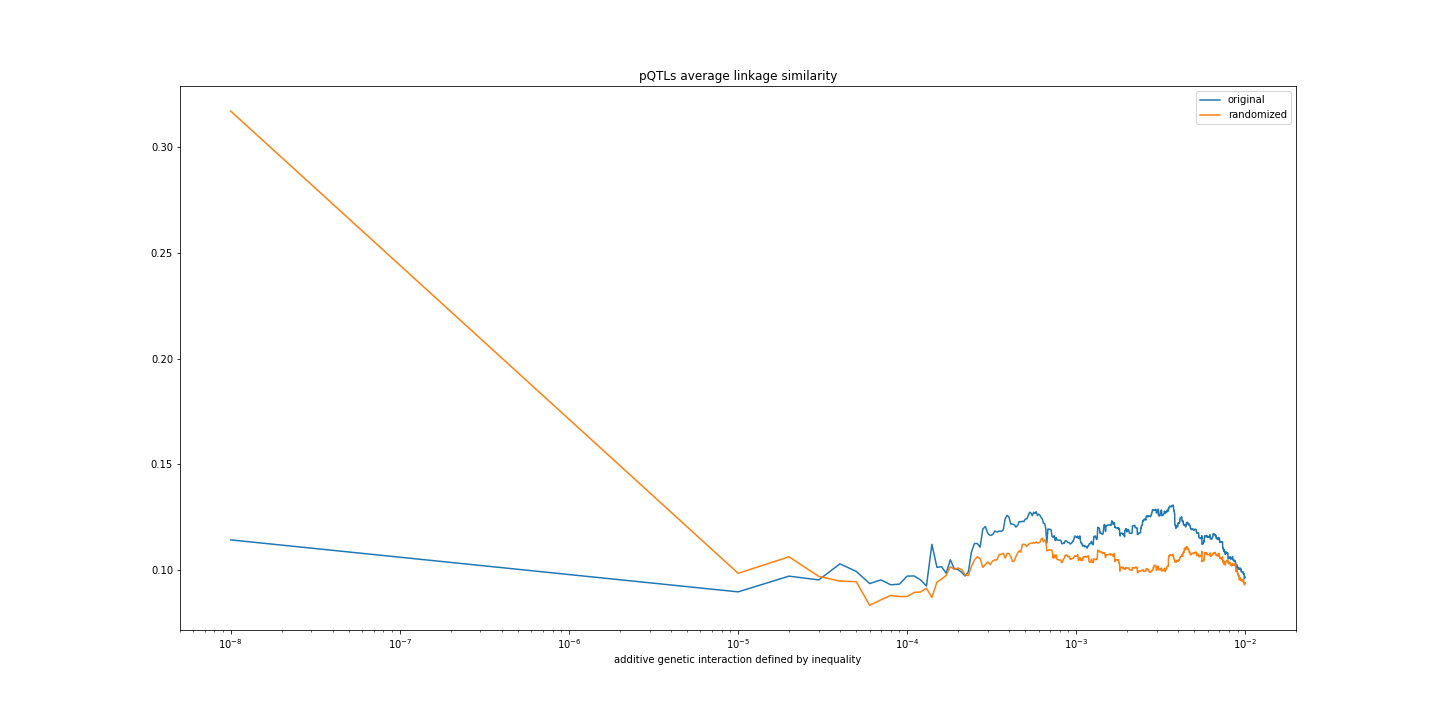 pQTLs average linkage similarity
original
randomized
0.30
0.25
0.20
0.15
0.10
10⁻⁸ 10⁻⁷ 10⁻⁶ 10⁻⁵ 10⁻⁴ 10⁻³ 10⁻²
additive genetic interaction defined by inequality